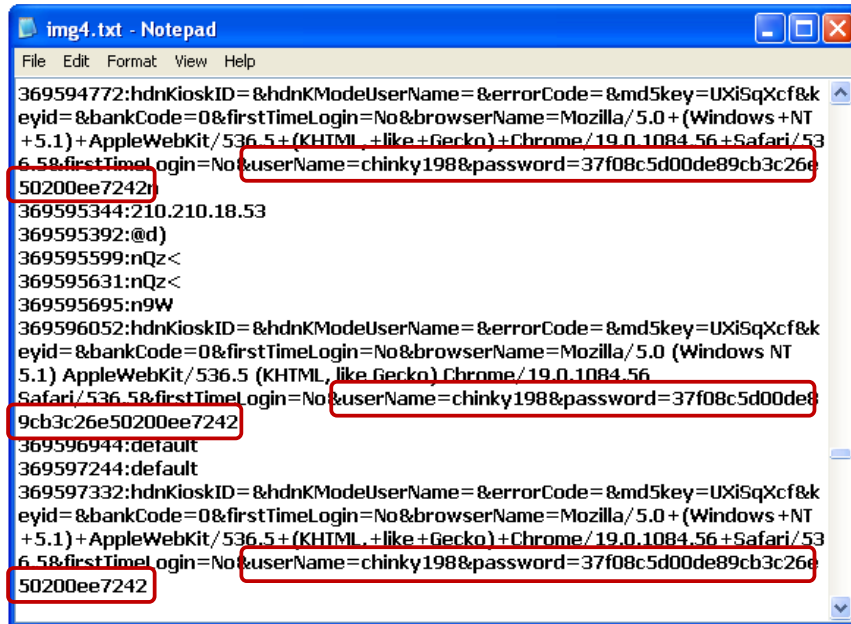 img4.txt - Notepad
File Edit Format View Help
369594772:hdnKioskID=&hdnKModeUserName=&errorCode=&md5key=UXiSqXcf&k
eyid=&bankCode=0&firstTimeLogin=No&browserName=Mozilla/5.0+(Windows+NT
+5.1)+AppleWebKit/536.5+(KHTML,+like+Gecko)+Chrome/19.0.1084.56+Safari/53
6.5&firstTimeLogin=No&userName=chinky198&password=37f08c5d00de89cb3c26e
50200ee7242n
369595344:210.210.18.53
369595392:@d)
369595599:nQz<
369595631:nQz<
369595695:n9W
369596052:hdnKioskID=&hdnKModeUserName=&errorCode=&md5key=UXiSqXcf&k
eyid=&bankCode=0&firstTimeLogin=No&browserName=Mozilla/5.0 (Windows NT
5.1) AppleWebKit/536.5 (KHTML, like Gecko) Chrome/19.0.1084.56
Safari/536.5&firstTimeLogin=No&userName=chinky198&password=37f08c5d00de8
9cb3c26e50200ee7242
369596944:default
369597244:default
369597332:hdnKioskID=&hdnKModeUserName=&errorCode=&md5key=UXiSqXcf&k
eyid=&bankCode=0&firstTimeLogin=No&browserName=Mozilla/5.0+(Windows+NT
+5.1)+AppleWebKit/536.5+(KHTML,+like+Gecko)+Chrome/19.0.1084.56+Safari/53
6.5&firstTimeLogin=No&userName=chinky198&password=37f08c5d00de89cb3c26e
50200ee7242